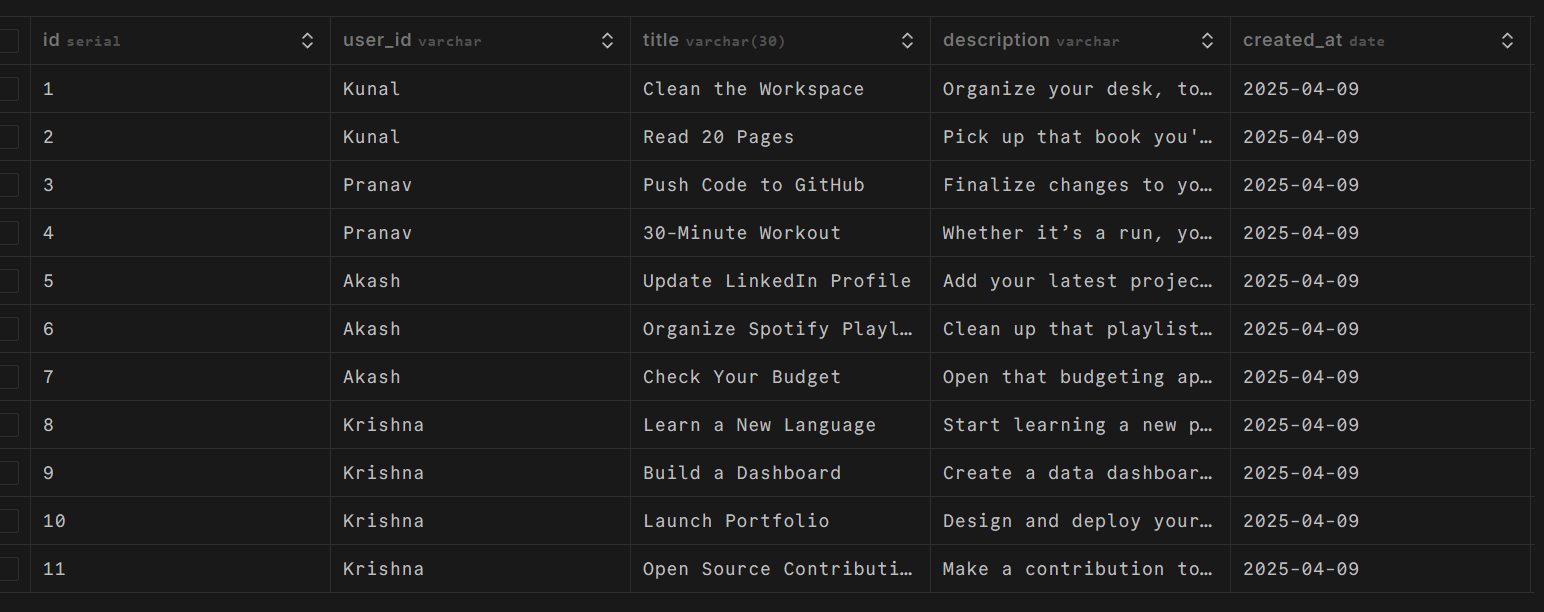 id serial user_id varchar title varchar(30) description varchar created_at date
1 Kunal Clean the Workspace Organize your desk, to… 2025-04-09
2 Kunal Read 20 Pages Pick up that book you'… 2025-04-09
3 Pranav Push Code to GitHub Finalize changes to yo… 2025-04-09
4 Pranav 30-Minute Workout Whether it’s a run, yo… 2025-04-09
5 Akash Update LinkedIn Profile Add your latest projec… 2025-04-09
6 Akash Organize Spotify Playl… Clean up that playlist… 2025-04-09
7 Akash Check Your Budget Open that budgeting ap… 2025-04-09
8 Krishna Learn a New Language Start learning a new p… 2025-04-09
9 Krishna Build a Dashboard Create a data dashboar… 2025-04-09
10 Krishna Launch Portfolio Design and deploy your… 2025-04-09
11 Krishna Open Source Contributi… Make a contribution to… 2025-04-09